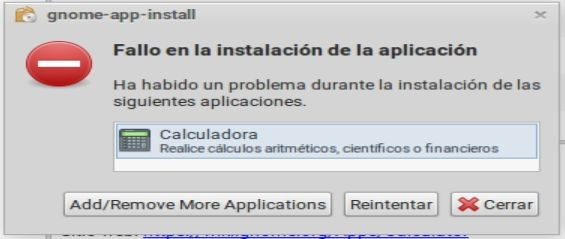 gnome-app-install
Fallo en la instalación de la aplicación
Ha habido un problema durante la instalación de las
siguientes aplicaciones.
Calculadora
Realice cálculos aritméticos, científicos o financieros
Add/Remove More Applications
Reintentar
Cerrar